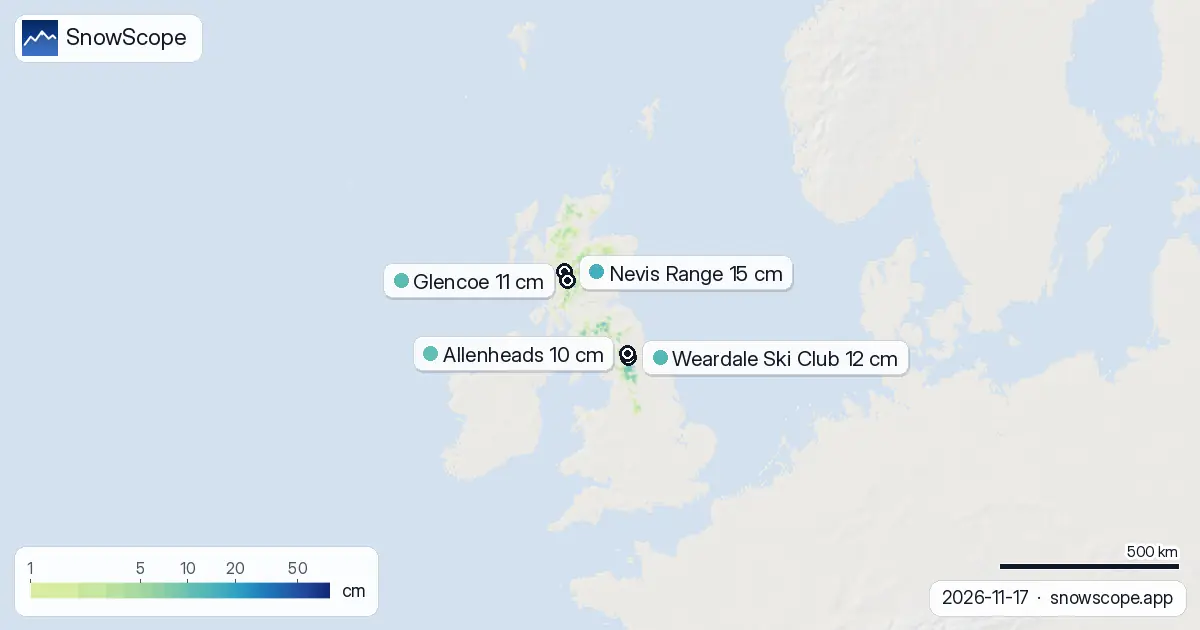 SnowScope
Nevis Range 15 cm
Glencoe 11 cm
Allenheads 10 cm
Weardale Ski Club 12 cm
500 km
1 5 10 20 50
cm
2026-11-17 · snowscope.app